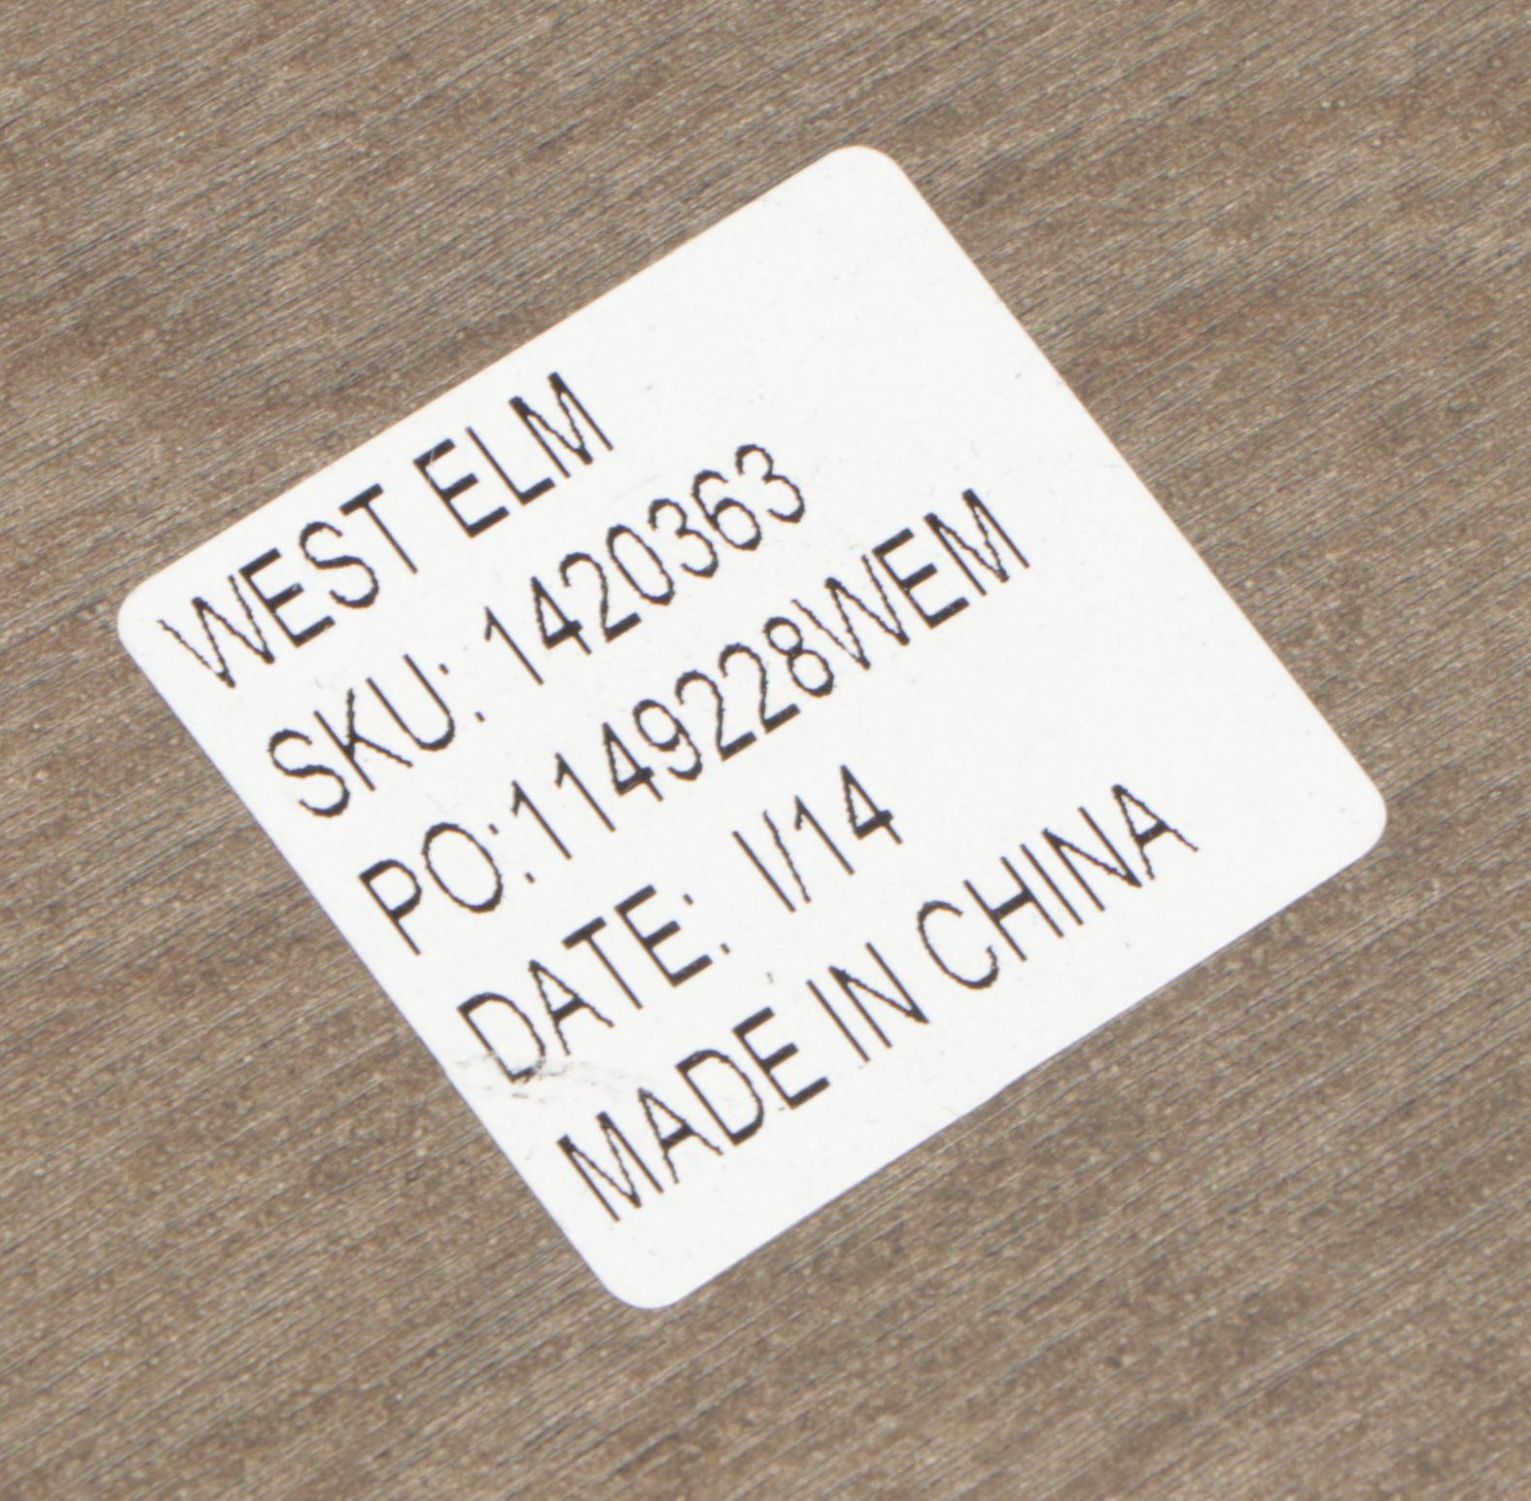 WEST ELM
SKU: 1420363
PO:1149228WEM
DATE: I/14
MADE IN CHINA